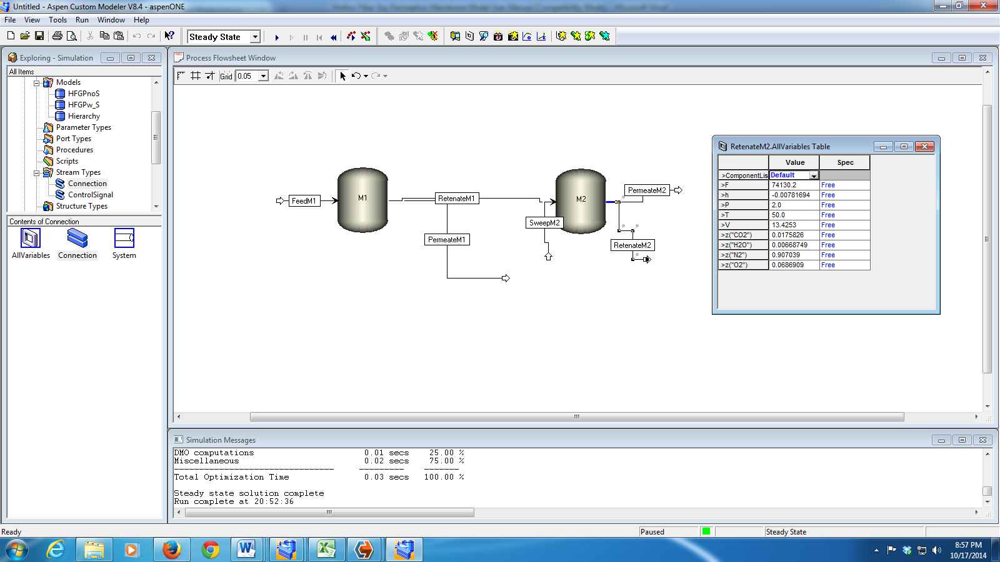 Untitled - Aspen Custom Modeler V8.4 - aspenONE
File View Tools Run Window Help
Steady State
Exploring - Simulation
All Items
Models
HFGPnoS
HFGPw_S
Hierarchy
Parameter Types
Port Types
Procedures
Scripts
Stream Types
Connection
ControlSignal
Structure Types
Contents of Connection
AllVariables Connection System
Process Flowsheet Window
Grid 0.05
FeedM1
M1
RetenateM1
PermeateM1
SweepM2
M2
PermeateM2
RetenateM2
RetenateM2.AllVariables Table
Value Spec
>ComponentLis Default
>F 74130.2 Free
>h -0.00781694 Free
>P 2.0 Free
>T 50.0 Free
>V 13.4253 Free
>z("CO2") 0.0175826 Free
>z("H2O") 0.00668749 Free
>z("N2") 0.907039 Free
>z("O2") 0.0686909 Free
Simulation Messages
DMO computations 0.01 secs 25.00 %
Miscellaneous 0.02 secs 75.00 %
Total Optimization Time 0.03 secs 100.00 %
Steady state solution complete
Run complete at 20:52:36
Ready
Paused
Steady State
8:57 PM
10/17/2014